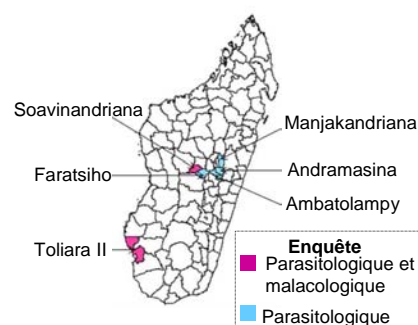 Soavinandriana
Manjakandriana
Faratsiho
Andramasina
Ambatolampy
Toliara II
Enquête
Parasitologique et
malacologique
Parasitologique